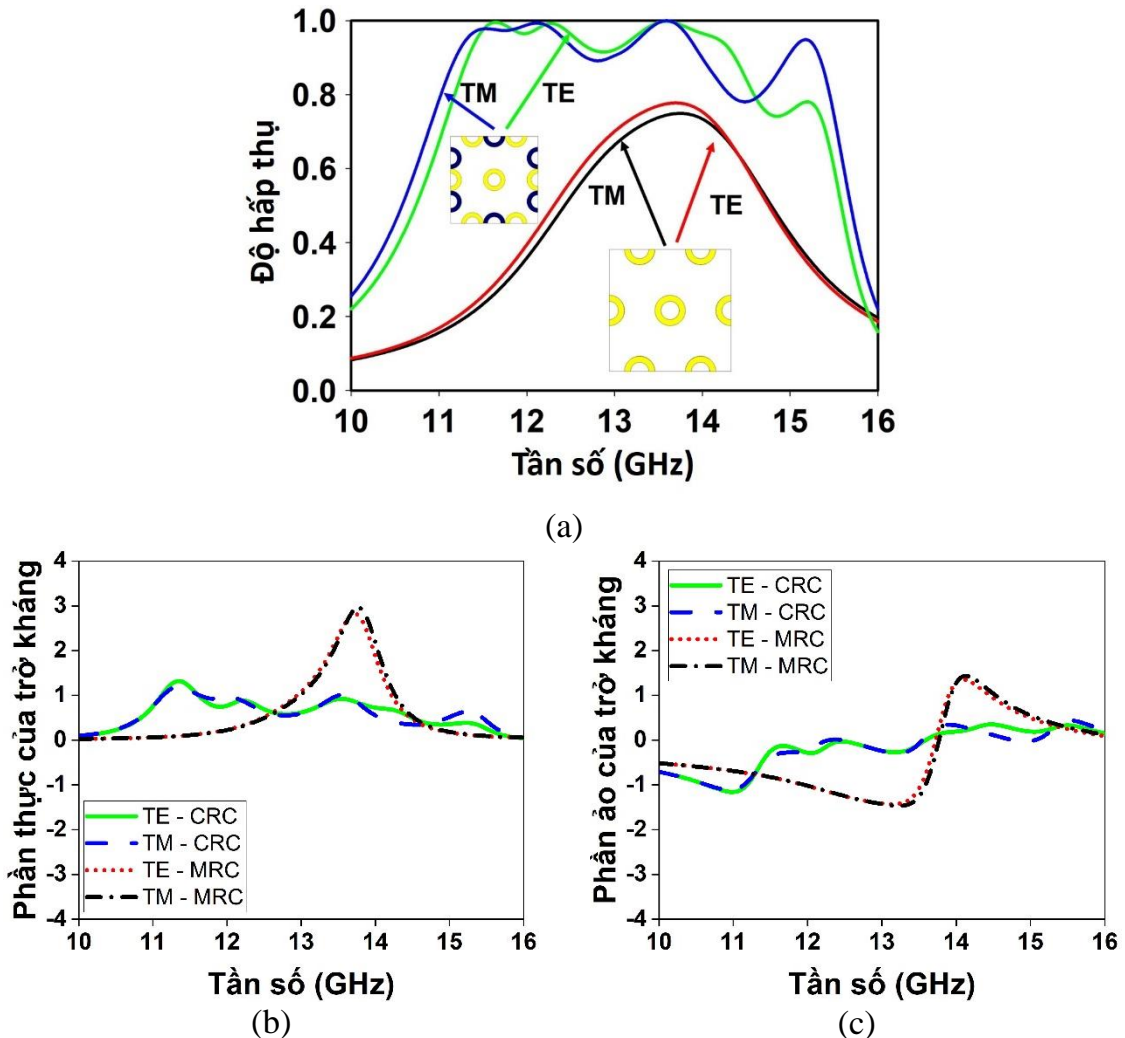 Độ hấp thụ
1.0
0.8
0.6
0.4
0.2
0.0
TM
TE
TM
TE
10
11
12
13
14
15
16
Tần số (GHz)
(a)
Phần thực của trở kháng
4
3
2
1
0
-1
-2
-3
-4
TE - CRC
TM - CRC
TE - MRC
TM - MRC
10
11
12
13
14
15
16
Tần số (GHz)
(b)
Phần ảo của trở kháng
4
3
2
1
0
-1
-2
-3
-4
TE - CRC
TM - CRC
TE - MRC
TM - MRC
10
11
12
13
14
15
16
Tần số (GHz)
(c)